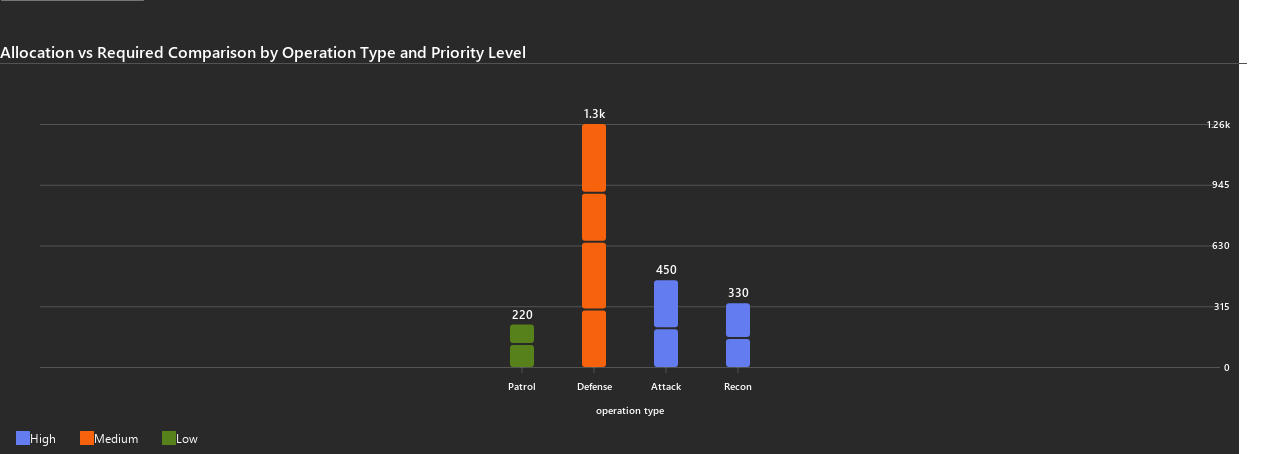 Allocation vs Required Comparison by Operation Type and Priority Level
1.3k
1.26k
945
630
450
330
315
220
0
Patrol Defense Attack Recon
operation type
High Medium Low